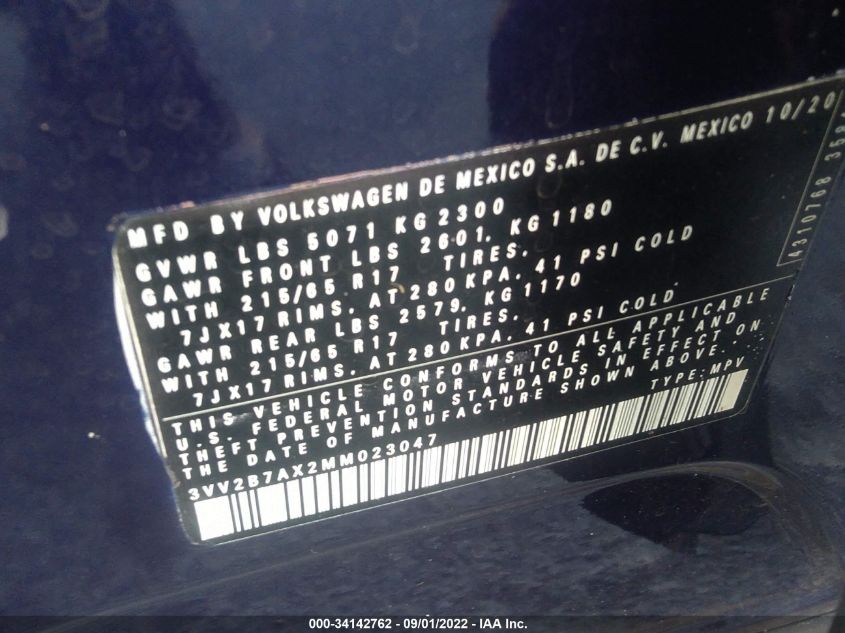 MFD BY VOLKSWAGEN DE MEXICO S.A. DE C.V. MEXICO 10/20
GVWR LBS 5071 KG 2300
GAWR FRONT LBS 2601, KG 1180
WITH 215/65 R17 TIRES,
7JX17 RIMS, AT 280KPA, 41 PSI COLD
GAWR REAR LBS 2579, KG 1170
WITH 215/65 R17 TIRES,
7JX17 RIMS, AT 280KPA, 41 PSI COLD
THIS VEHICLE CONFORMS TO ALL APPLICABLE
U.S. FEDERAL MOTOR VEHICLE SAFETY AND
THEFT PREVENTION STANDARDS IN EFFECT ON
THE DATE OF MANUFACTURE SHOWN ABOVE.
TYPE: MPV
3VV2B7AX2MM023047
4310768
000-34142762 - 09/01/2022 - IAA Inc.